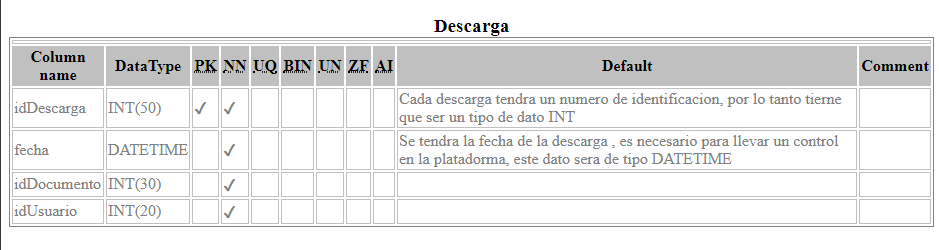 Descarga
Column name DataType PK NN UQ BIN UN ZF AI Default Comment
idDescarga INT(50) ✓ ✓ Cada descarga tendra un numero de identificacion, por lo tanto tierne
que ser un tipo de dato INT
fecha DATETIME ✓ Se tendra la fecha de la descarga , es necesario para llevar un control
en la platadorma, este dato sera de tipo DATETIME
idDocumento INT(30) ✓
idUsuario INT(20) ✓